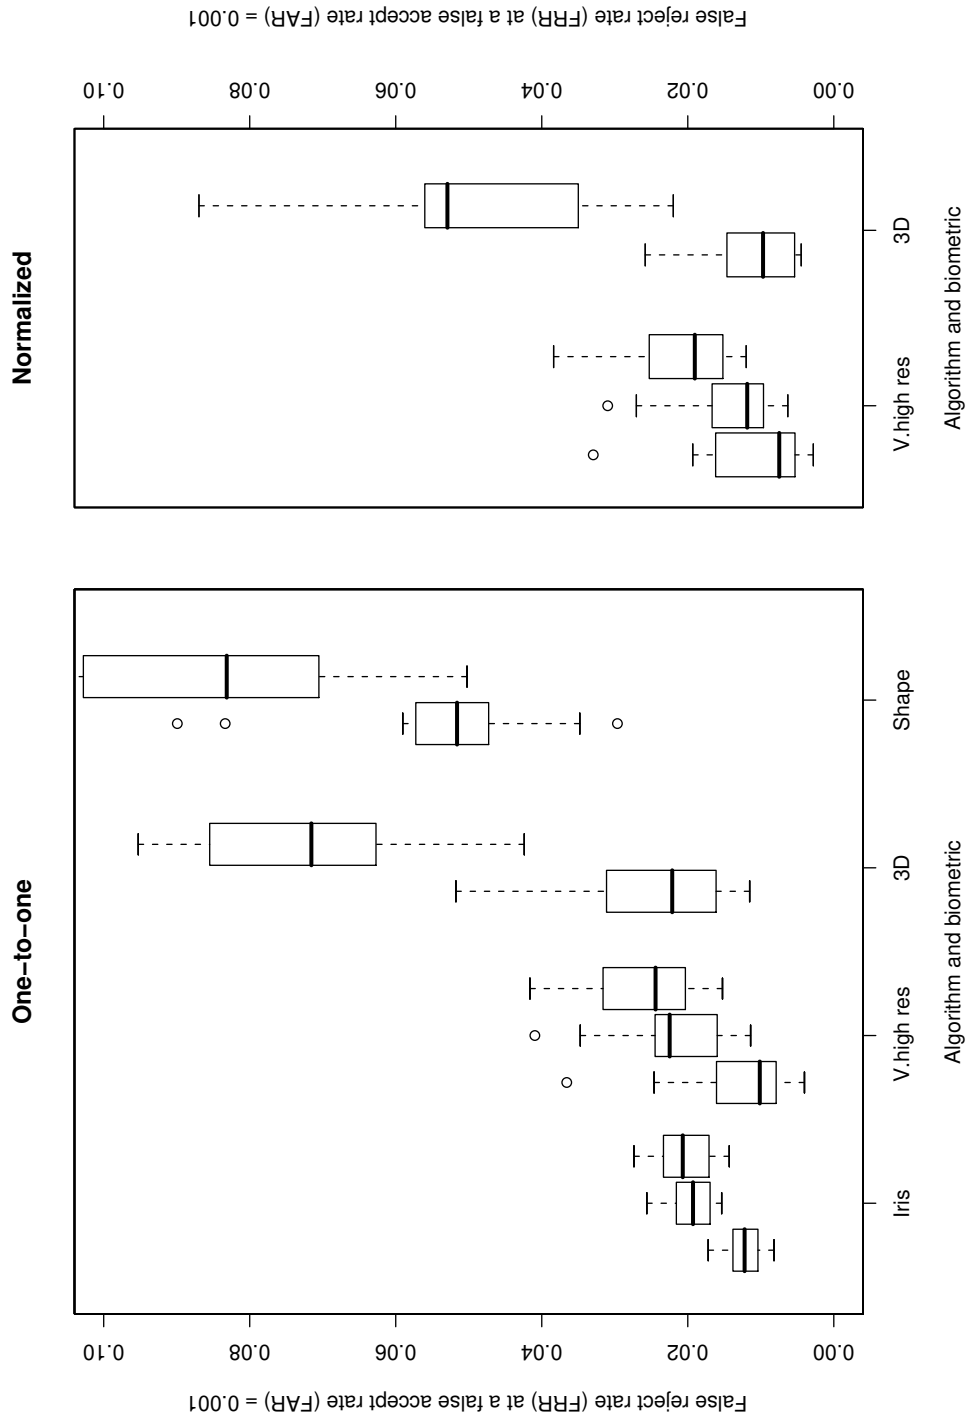 Normalized
False reject rate (FRR) at a false accept rate (FAR) = 0.001
0.10
0.08
0.06
0.04
0.02
0.00
V.high res
3D
Algorithm and biometric
One−to−one
0.10
0.08
0.06
0.04
0.02
0.00
False reject rate (FRR) at a false accept rate (FAR) = 0.001
Iris
V.high res
3D
Shape
Algorithm and biometric